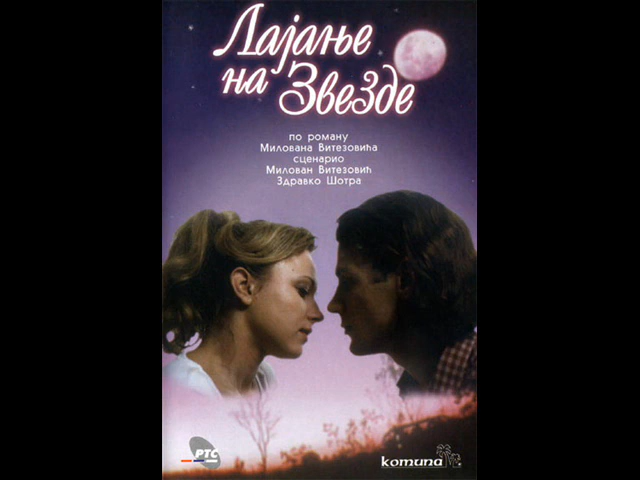 Лајање
на Звезде
по роману
Милована Витезовића
сценарио
Милован Витезовић
Здравко Шотра
РТС
komuna